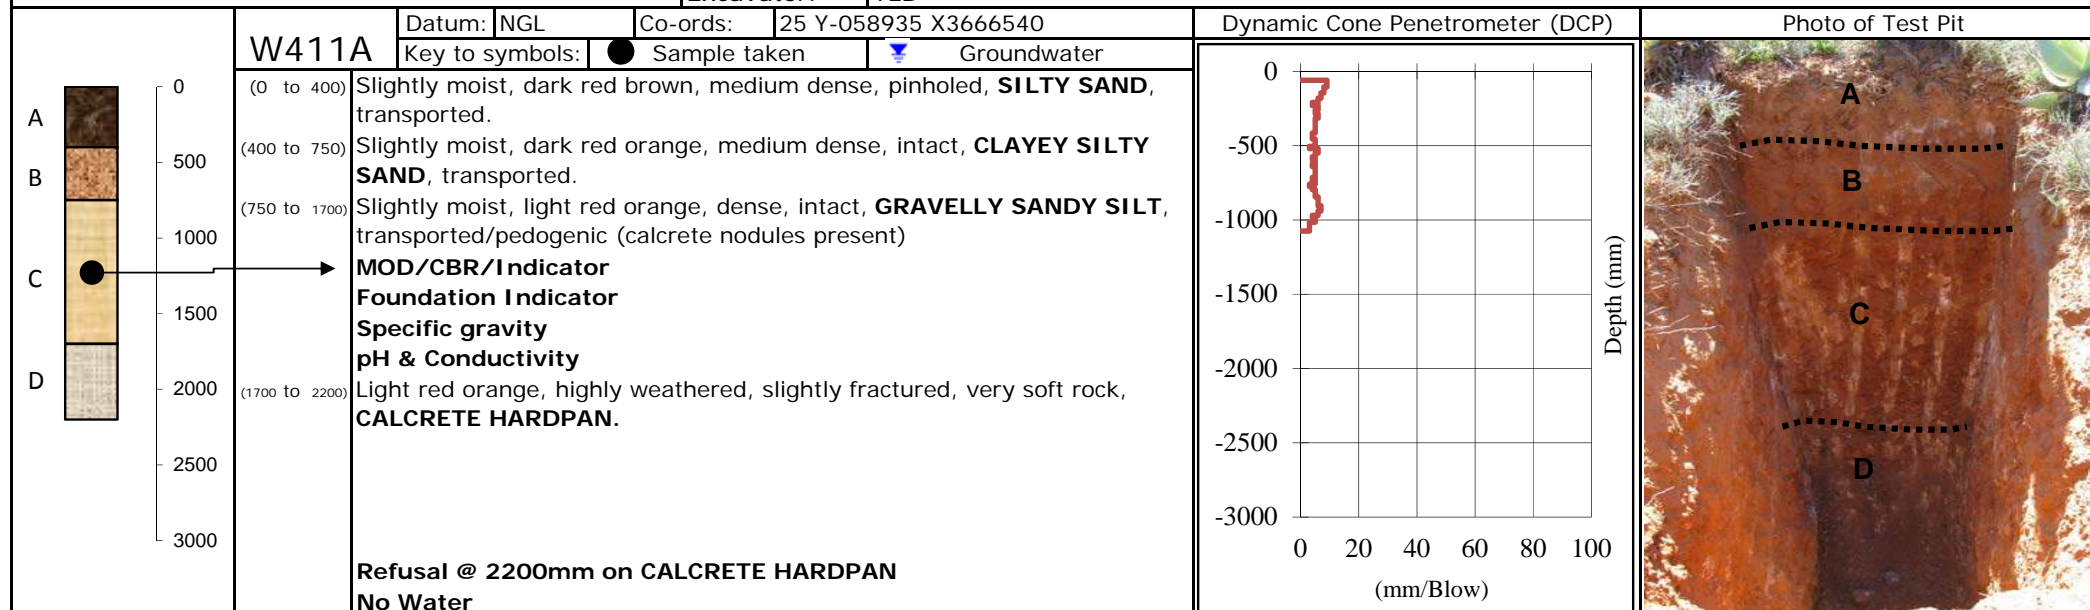 W411A
Datum: NGL Co-ords: 25 Y-058935 X3666540
Key to symbols: Sample taken Groundwater
Dynamic Cone Penetrometer (DCP)
Photo of Test Pit
A
B
C
D
0
500
1000
1500
2000
2500
3000
(0 to 400) Slightly moist, dark red brown, medium dense, pinholed, SILTY SAND,
transported.
(400 to 750) Slightly moist, dark red orange, medium dense, intact, CLAYEY SILTY
SAND, transported.
(750 to 1700) Slightly moist, light red orange, dense, intact, GRAVELLY SANDY SILT,
transported/pedogenic (calcrete nodules present)
MOD/CBR/Indicator
Foundation Indicator
Specific gravity
pH & Conductivity
(1700 to 2200) Light red orange, highly weathered, slightly fractured, very soft rock,
CALCRETE HARDPAN.
Refusal @ 2200mm on CALCRETE HARDPAN
No Water
0
-500
-1000
-1500
-2000
-2500
-3000
0 20 40 60 80 100
(mm/Blow)
Depth (mm)
A
B
C
D